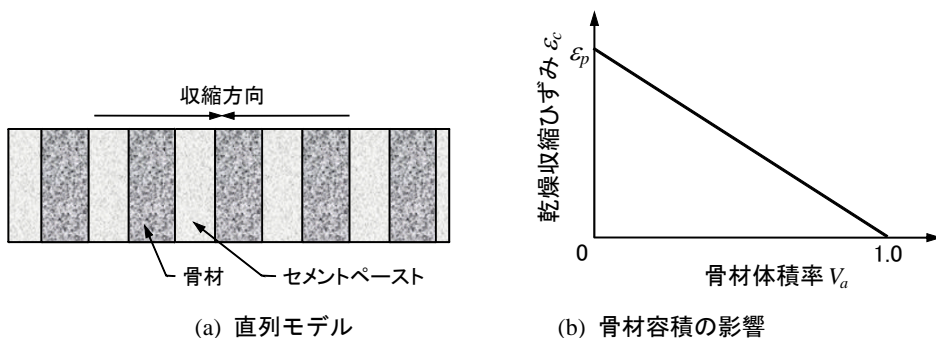 収縮方向
骨材
セメントペースト
(a) 直列モデル
乾燥収縮ひずみ εc
εp
0
1.0
骨材体積率 Va
(b) 骨材容積の影響